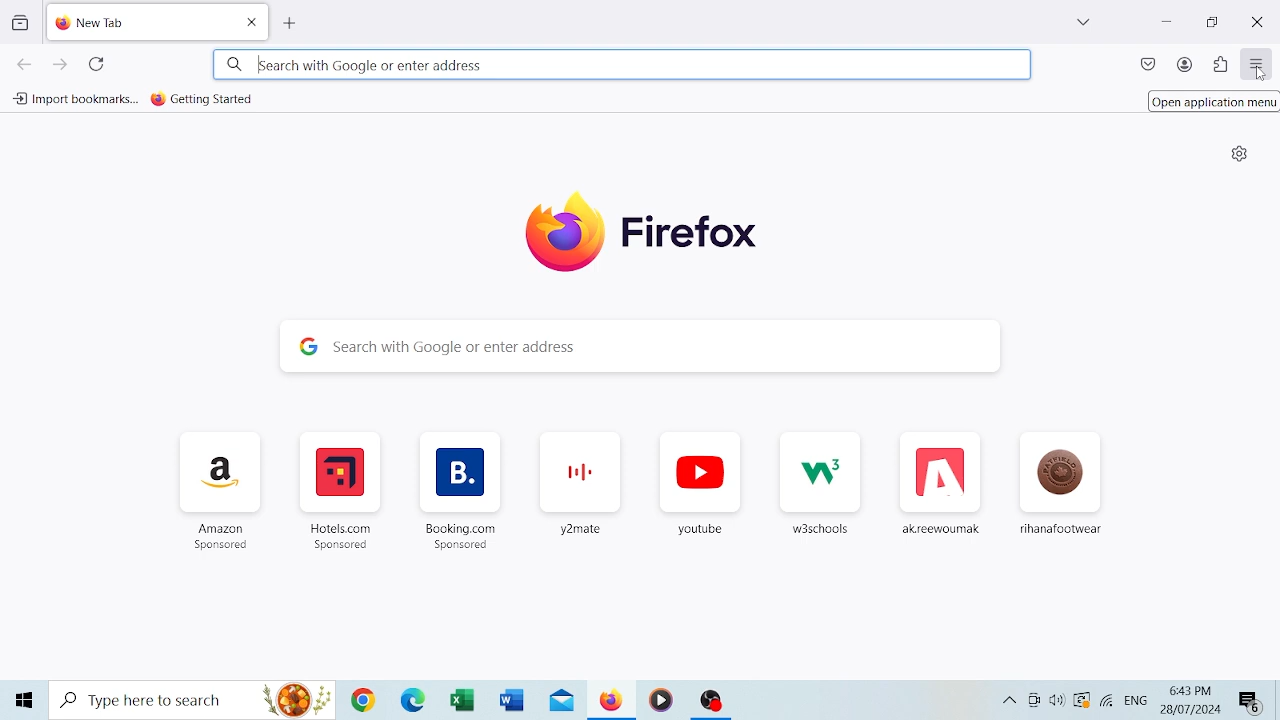 New Tab
Search with Google or enter address
Import bookmarks... Getting Started
Open application menu
Firefox
Search with Google or enter address
a B. W3 A
Amazon Hotels.com Booking.com y2mate youtube w3schools ak.reewoumak rihanafootwear
Sponsored Sponsored Sponsored
Type here to search
ENG
6:43 PM
28/07/2024
6